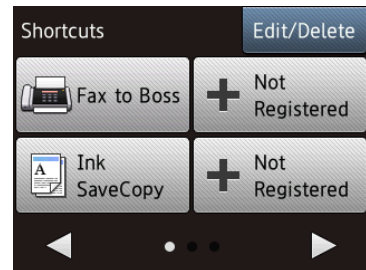 Shortcuts
Edit/Delete
Fax to Boss
Not
Registered
A
Ink
SaveCopy
Not
Registered